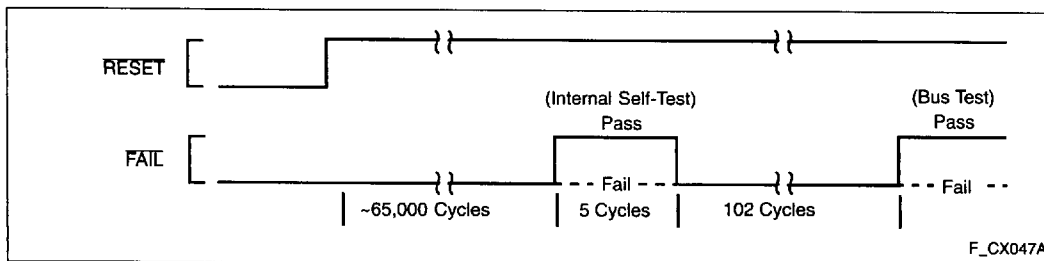 RESET
(Internal Self-Test)
Pass
(Bus Test)
Pass
FAIL
Fail
Fail
~65,000 Cycles
5 Cycles
102 Cycles
F_CX047A